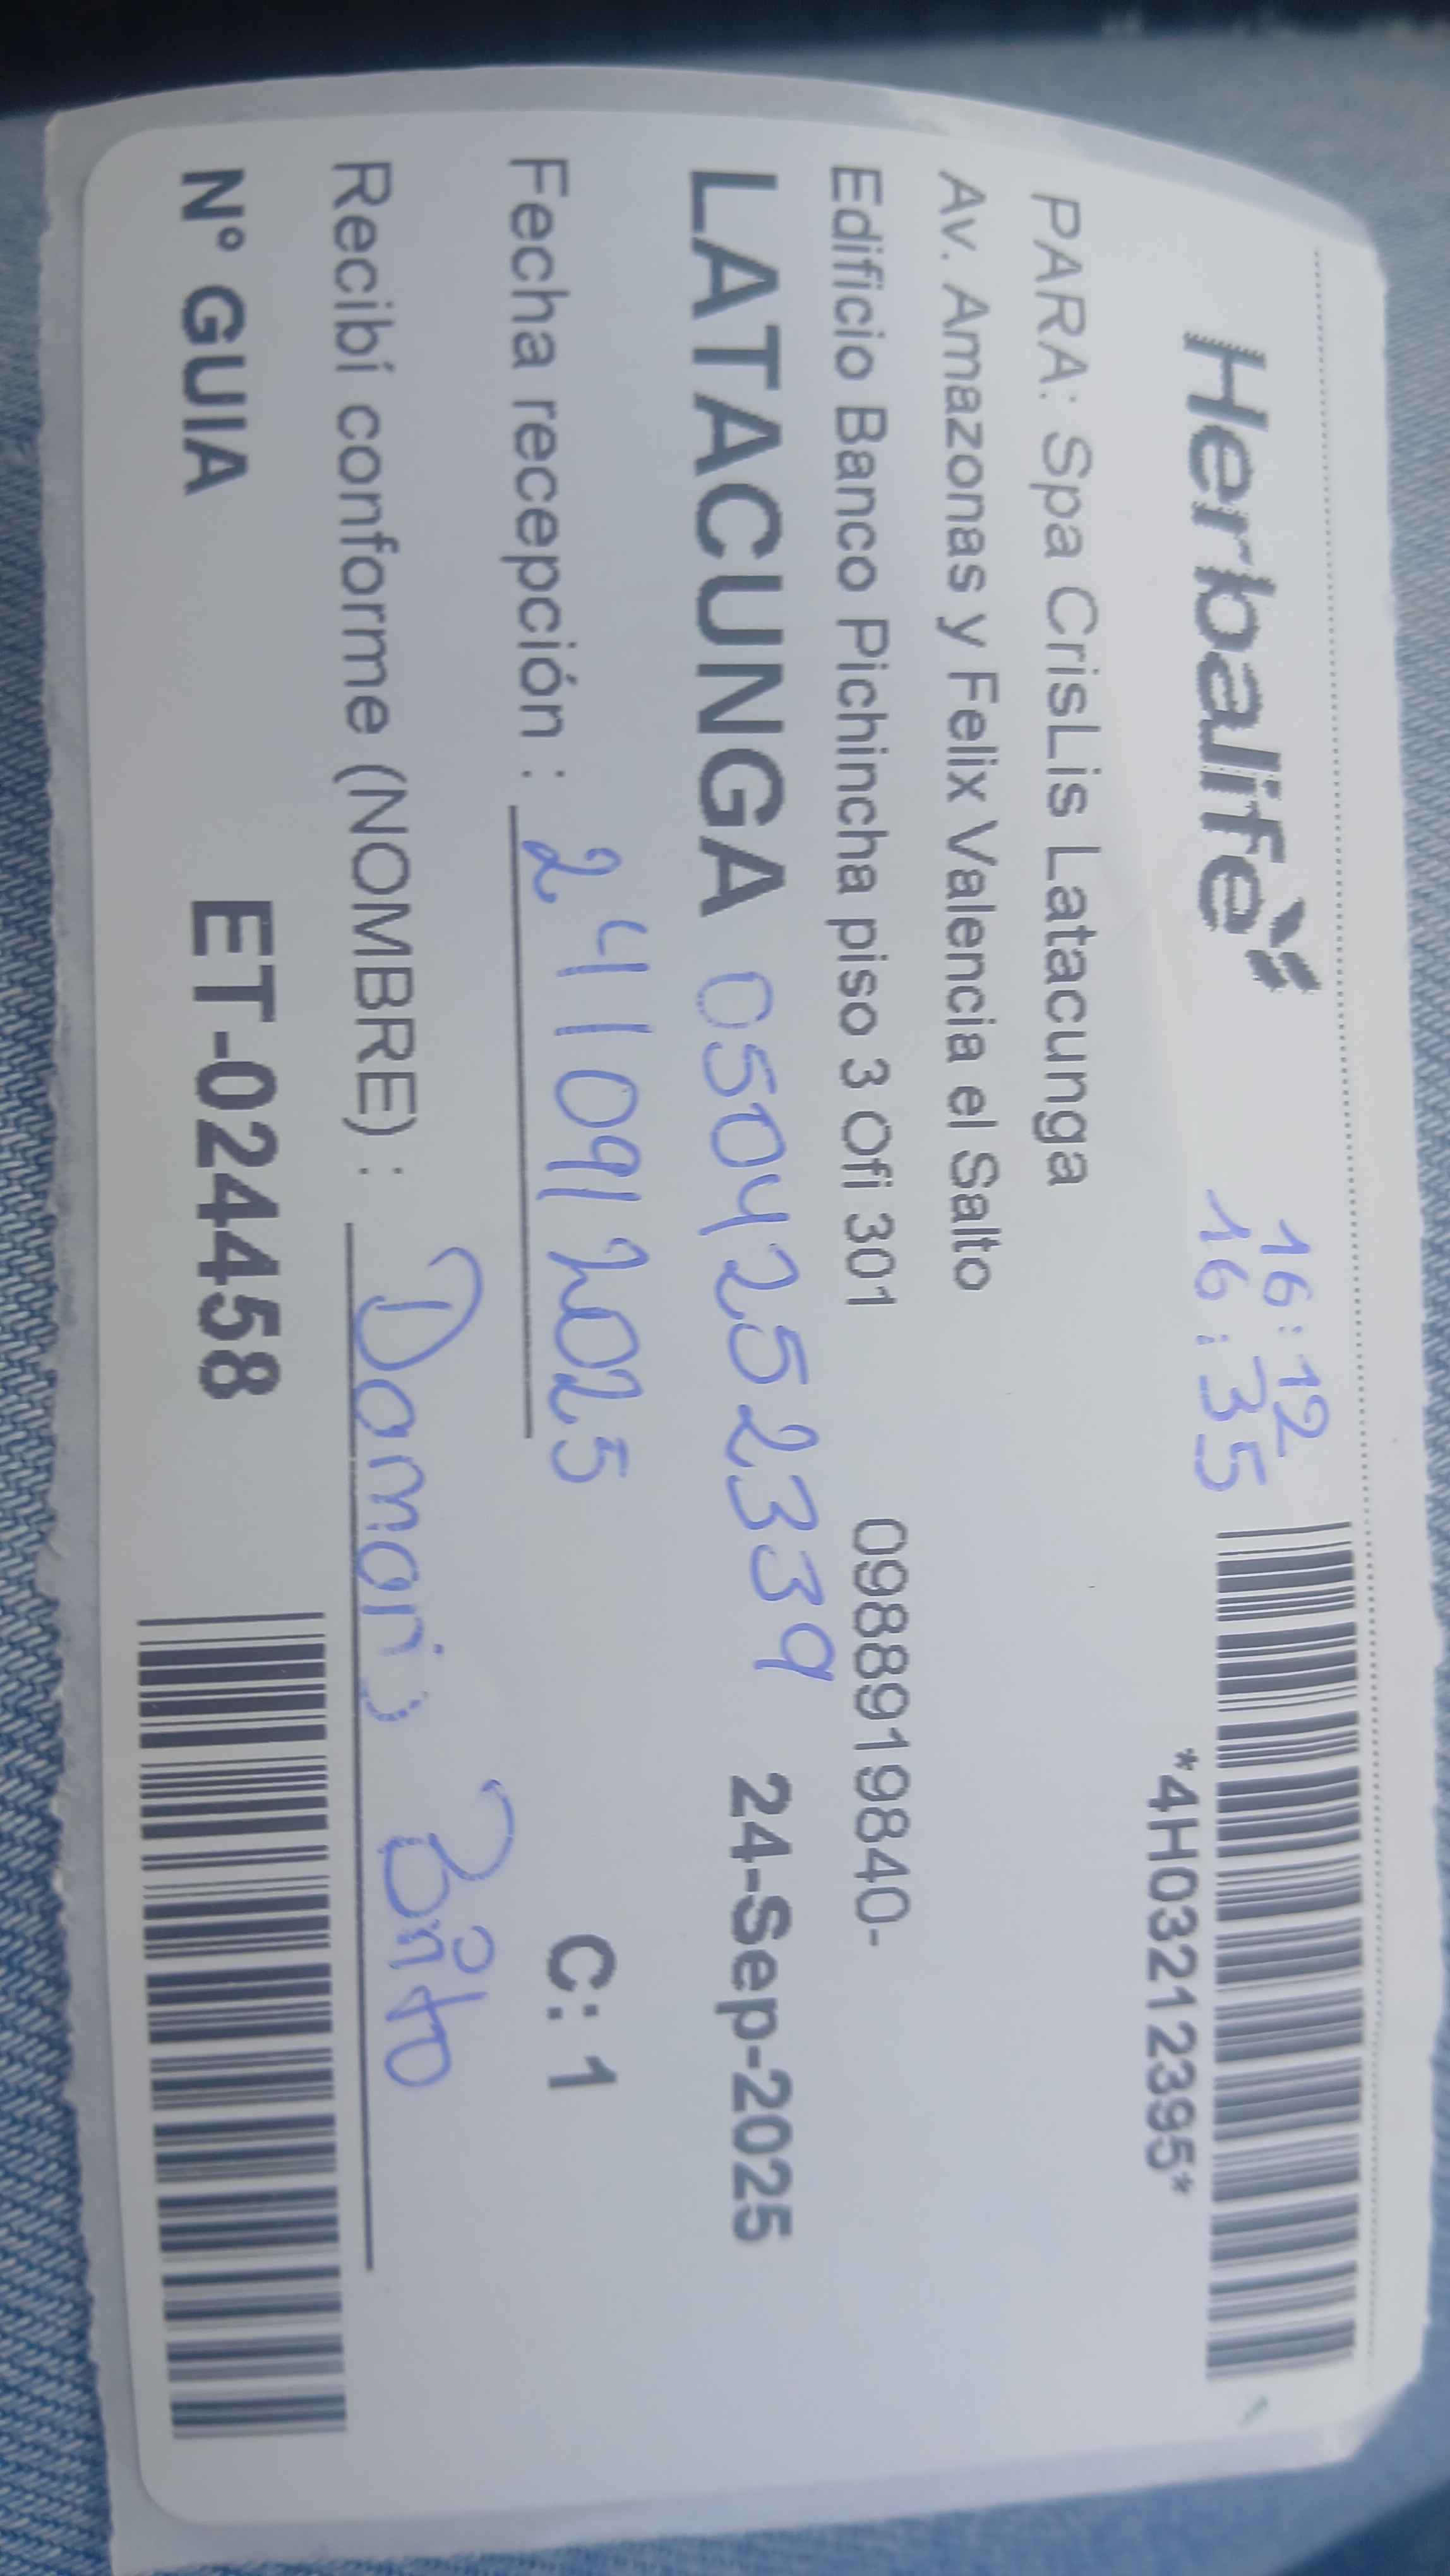 Herbalife
16:12
16:35
*4H03212395*
PARA: Spa CrisLis Latacunga
Av. Amazonas y Felix Valencia el Salto
Edificio Banco Pichincha piso 3 Ofi 301 0988919840-
LATACUNGA 0504252339 24-Sep-2025
Fecha recepción : 24/09/2025 C: 1
Recibí conforme (NOMBRE) : Damaris
N° GUIA ET-024458